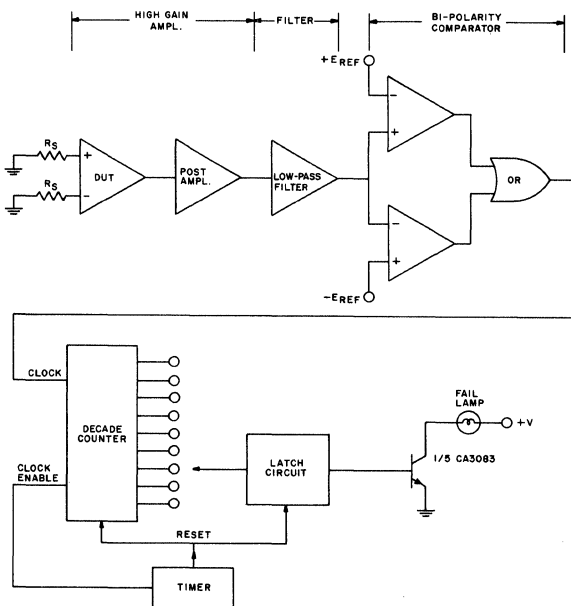 HIGH GAIN
AMPL.
FILTER
BI-POLARITY
COMPARATOR
+EREF
RS
+
DUT
RS
-
POST
AMPL.
LOW-PASS
FILTER
-
+
OR
-
+
-EREF
CLOCK
DECADE
COUNTER
CLOCK
ENABLE
LATCH
CIRCUIT
FAIL
LAMP
+V
1/5 CA3083
RESET
TIMER